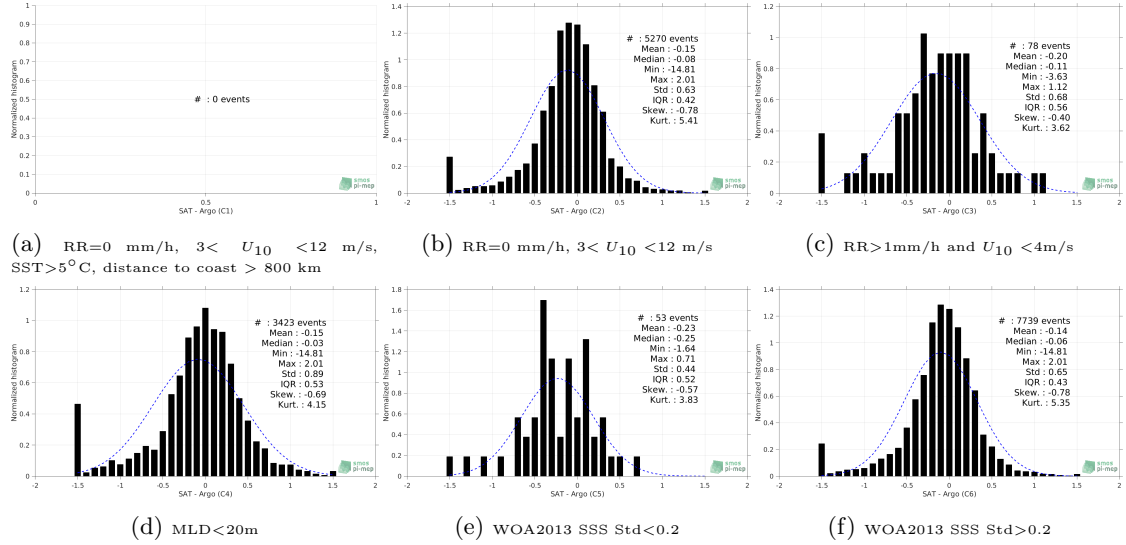 1
0.9
0.8
0.7
0.6
0.5
0.4
0.3
0.2
0.1
0
Normalized histogram
# : 0 events
smos
pi-mep
0 0.5 1
SAT - Argo (C1)
(a) RR=0 mm/h, 3< U10 <12 m/s,
SST>5°C, distance to coast > 800 km
1.4
1.2
1
0.8
0.6
0.4
0.2
0
Normalized histogram
# : 5270 events
Mean : -0.15
Median : -0.08
Min : -14.81
Max : 2.01
Std : 0.63
IQR : 0.42
Skew. : -0.78
Kurt. : 5.41
smos
pi-mep
-2 -1.5 -1 -0.5 0 0.5 1 1.5 2
SAT - Argo (C2)
(b) RR=0 mm/h, 3< U10 <12 m/s
1.2
1
0.8
0.6
0.4
0.2
0
Normalized histogram
# : 78 events
Mean : -0.20
Median : -0.11
Min : -3.63
Max : 1.12
Std : 0.68
IQR : 0.56
Skew. : -0.40
Kurt. : 3.62
smos
pi-mep
-2 -1.5 -1 -0.5 0 0.5 1 1.5 2
SAT - Argo (C3)
(c) RR>1mm/h and U10 <4m/s
1.2
1
0.8
0.6
0.4
0.2
0
Normalized histogram
# : 3423 events
Mean : -0.15
Median : -0.03
Min : -14.81
Max : 2.01
Std : 0.89
IQR : 0.53
Skew. : -0.69
Kurt. : 4.15
smos
pi-mep
-2 -1.5 -1 -0.5 0 0.5 1 1.5 2
SAT - Argo (C4)
(d) MLD<20m
1.8
1.6
1.4
1.2
1
0.8
0.6
0.4
0.2
0
Normalized histogram
# : 53 events
Mean : -0.23
Median : -0.25
Min : -1.64
Max : 0.71
Std : 0.44
IQR : 0.52
Skew. : -0.57
Kurt. : 3.83
smos
pi-mep
-2 -1.5 -1 -0.5 0 0.5 1 1.5 2
SAT - Argo (C5)
(e) WOA2013 SSS Std<0.2
1.4
1.2
1
0.8
0.6
0.4
0.2
0
Normalized histogram
# : 7739 events
Mean : -0.14
Median : -0.06
Min : -14.81
Max : 2.01
Std : 0.65
IQR : 0.43
Skew. : -0.78
Kurt. : 5.35
smos
pi-mep
-2 -1.5 -1 -0.5 0 0.5 1 1.5 2
SAT - Argo (C6)
(f) WOA2013 SSS Std>0.2